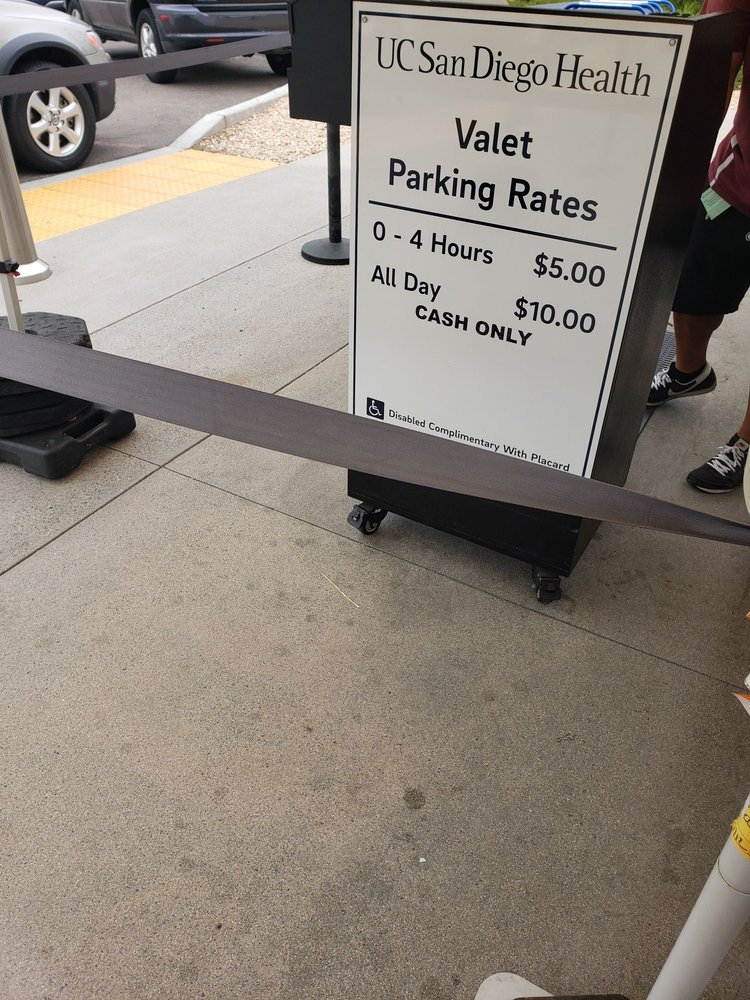 UC San Diego Health
Valet
Parking Rates
0 - 4 Hours $5.00
All Day $10.00
CASH ONLY
Disabled Complimentary With Placard